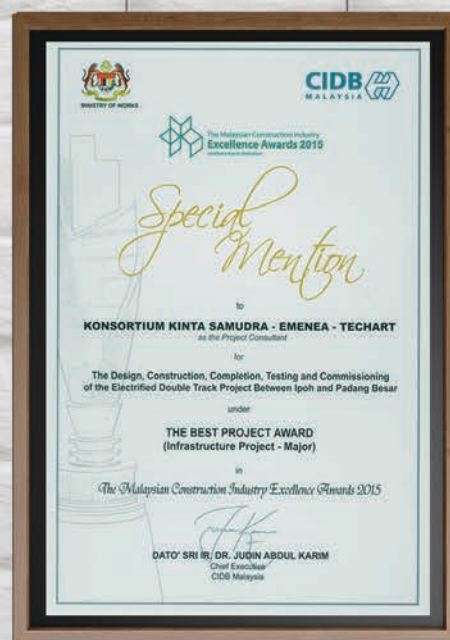 MINISTRY OF WORKS
CIDB
MALAYSIA
The Malaysian Construction Industry
Excellence Awards 2015
Special
Mention
to
KONSORTIUM KINTA SAMUDRA - EMENEA - TECHART
as the Project Consultant
for
The Design, Construction, Completion, Testing and Commissioning
of the Electrified Double Track Project Between Ipoh and Padang Besar
under
THE BEST PROJECT AWARD
(Infrastructure Project - Major)
in
The Malaysian Construction Industry Excellence Awards 2015
DATO' SRI IR. DR. JUDIN ABDUL KARIM
Chief Executive
CIDB Malaysia